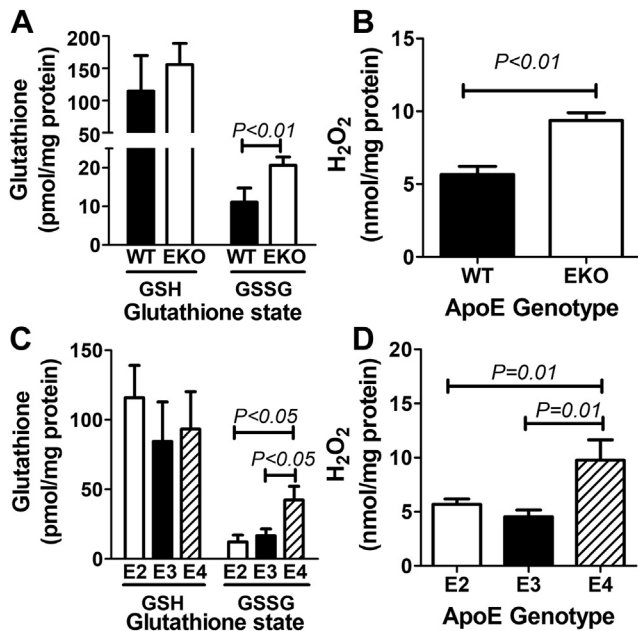 A
Glutathione
(pmol/mg protein)
200
150
100
50
50
20
10
0
P<0.01
WT EKO WT EKO
GSH GSSG
Glutathione state
B
H2O2
(nmol/mg protein)
15
10
5
0
P<0.01
WT EKO
ApoE Genotype
C
Glutathione
(pmol/mg protein)
150
100
50
0
P<0.05
P<0.05
E2 E3 E4 E2 E3 E4
GSH GSSG
Glutathione state
D
H2O2
(nmol/mg protein)
20
15
10
5
0
P=0.01
P=0.01
E2 E3 E4
ApoE Genotype